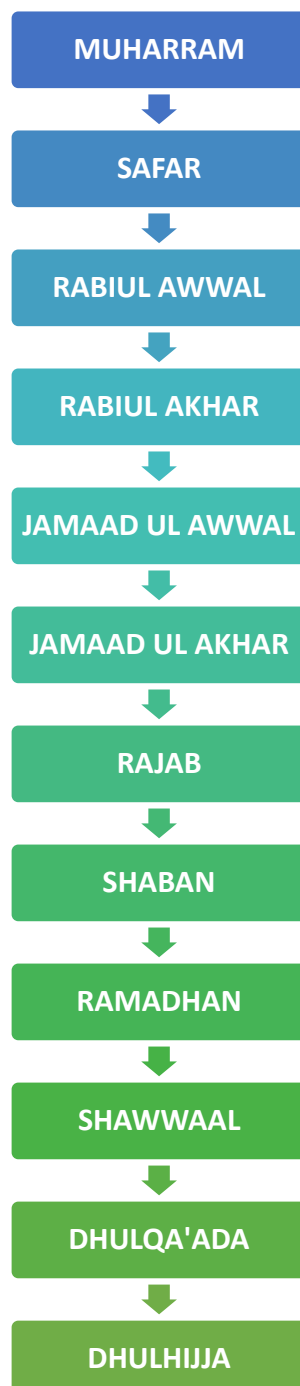 MUHARRAM
SAFAR
RABIUL AWWAL
RABIUL AKHAR
JAMAAD UL AWWAL
JAMAAD UL AKHAR
RAJAB
SHABAN
RAMADHAN
SHAWWAAL
DHULQA'ADA
DHULHIJJA